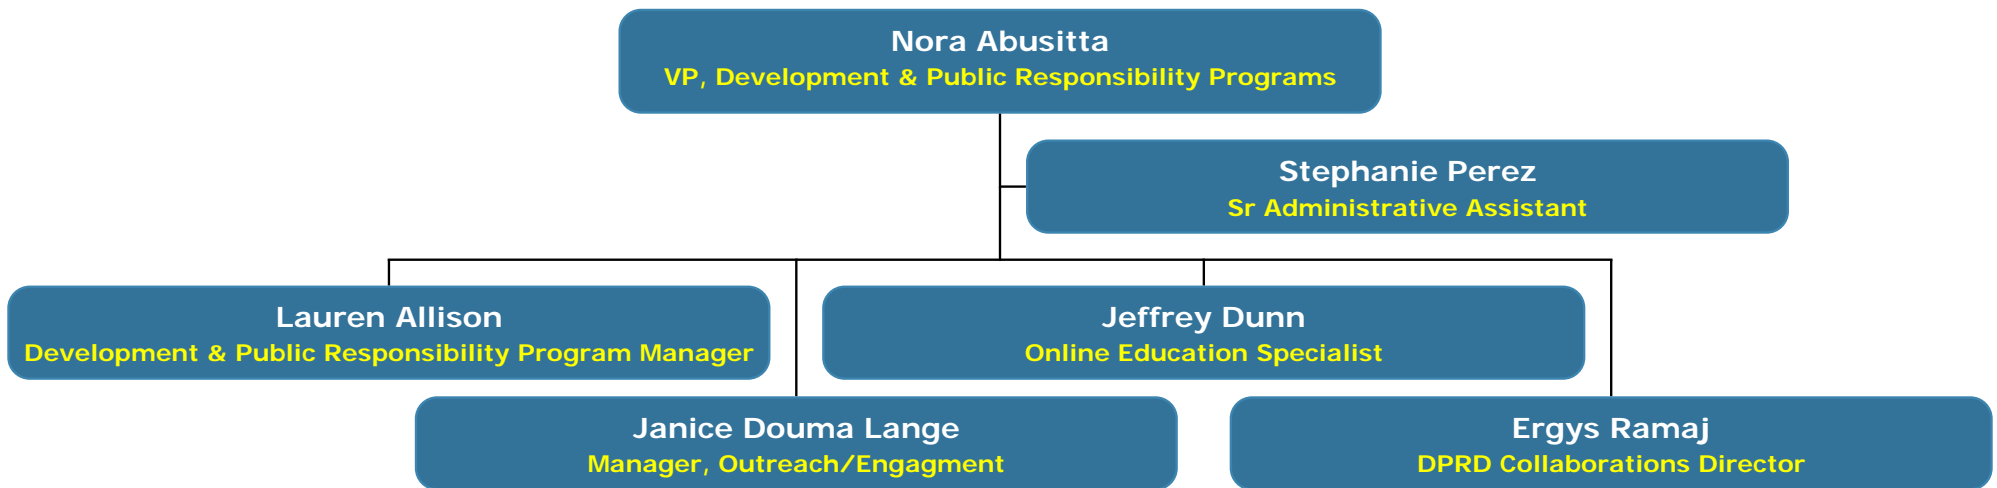 Nora Abusitta
VP, Development & Public Responsibility Programs
Stephanie Perez
Sr Administrative Assistant
Lauren Allison
Development & Public Responsibility Program Manager
Jeffrey Dunn
Online Education Specialist
Janice Douma Lange
Manager, Outreach/Engagment
Ergys Ramaj
DPRD Collaborations Director